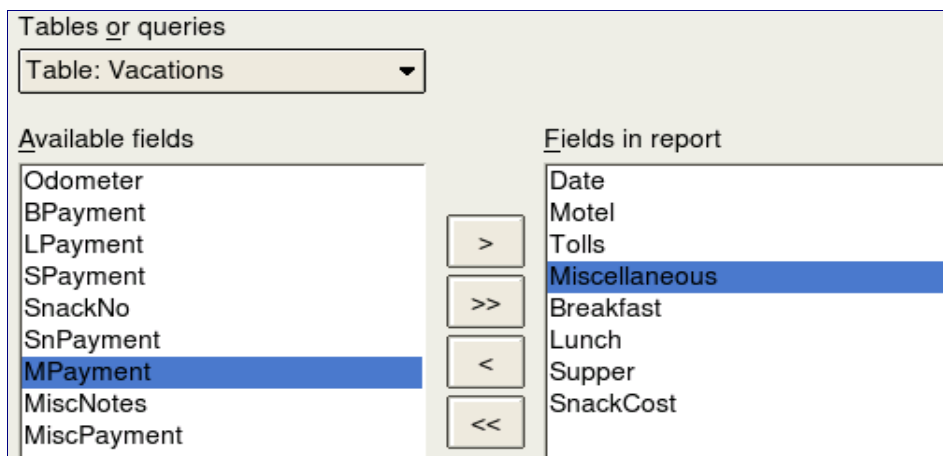 Tables or queries
Table: Vacations
Available fields
Odometer
BPayment
LPayment
SPayment
SnackNo
SnPayment
MPayment
MiscNotes
MiscPayment
>
>>
<
<<
Fields in report
Date
Motel
Tolls
Miscellaneous
Breakfast
Lunch
Supper
SnackCost